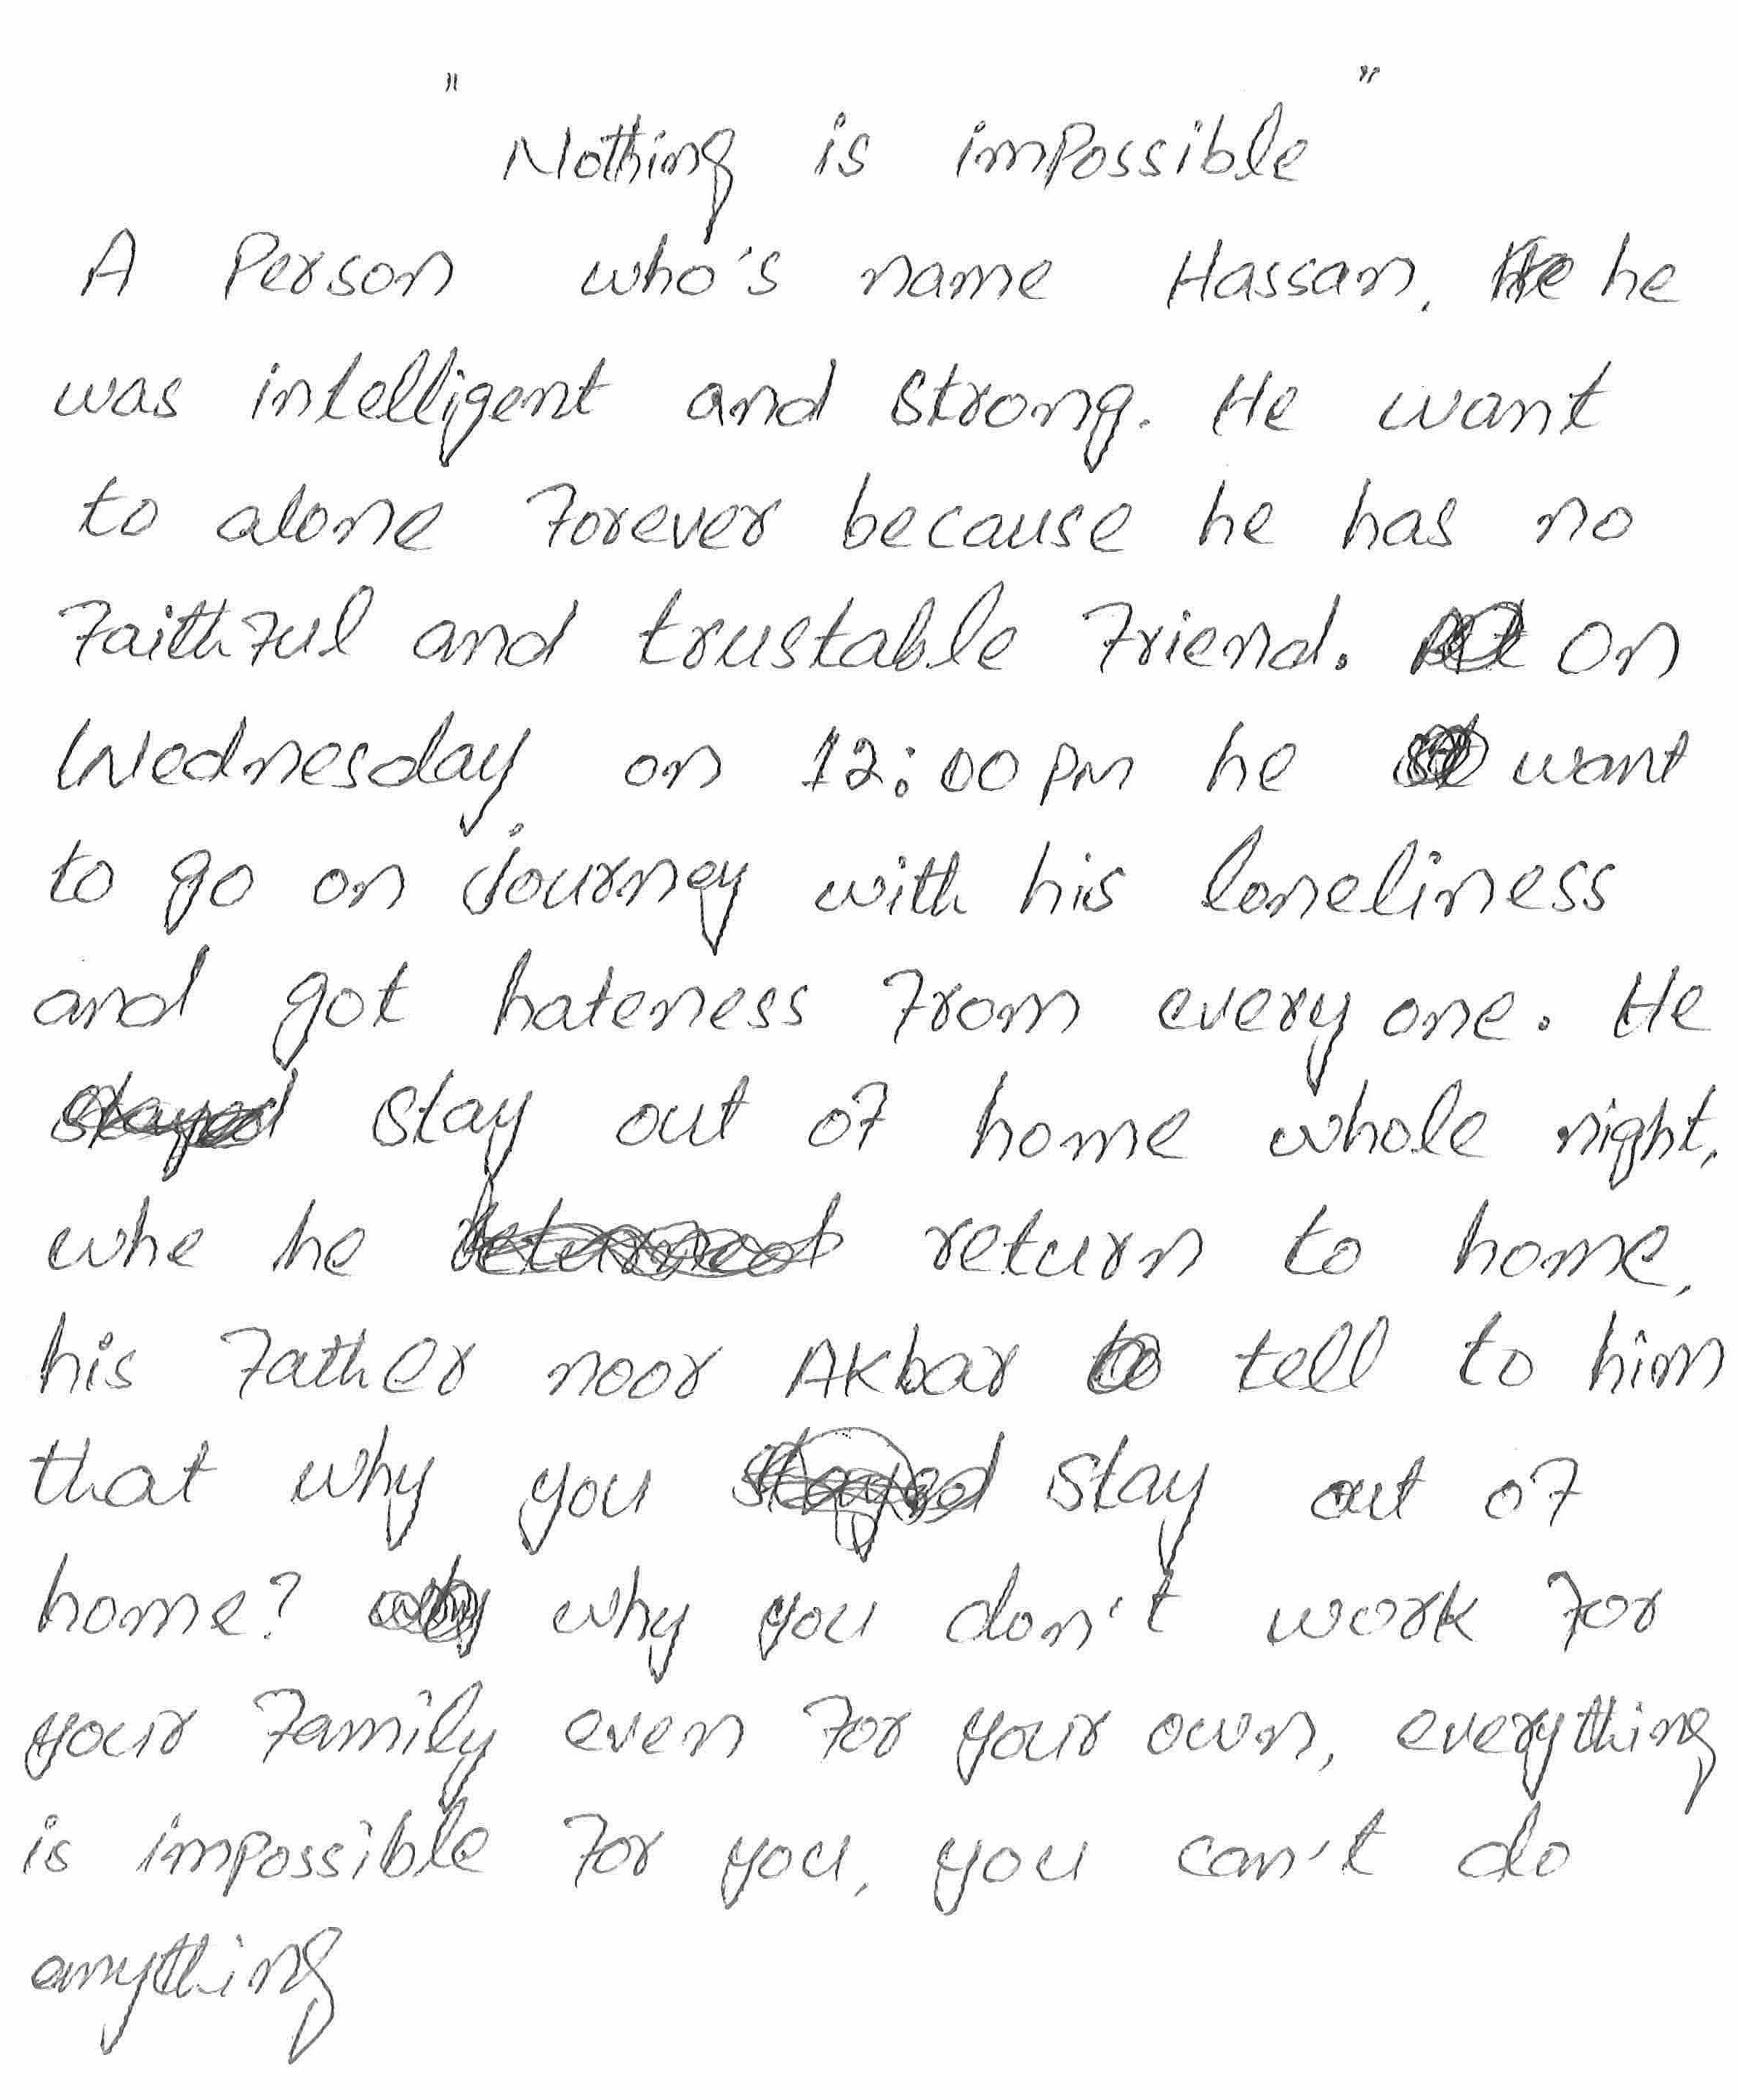 " Nothing is impossible "
A Person who's name Hassan. he
was intelligent and strong. He want
to alone forever because he has no
faithful and trustable friend. on
Wednesday on 12:00 PM he want
to go on journey with his loneliness
and got hateness from every one. He
stay out of home whole night,
whe he return to home,
his father noor Akbar tell to him
that why you stay out of
home? why you don't work for
your family even for your own, everything
is impossible for you, you can't do
anything